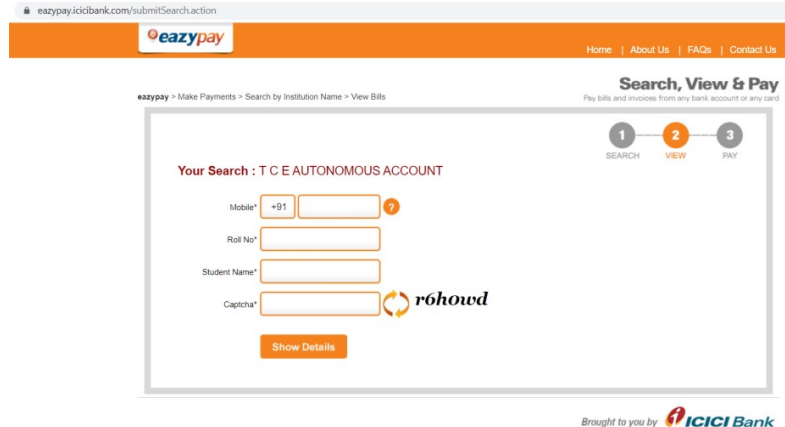 eazypay.icicibank.com/submitSearch.action
eazypay
Home | About Us | FAQs | Contact Us
Search, View & Pay
Pay bills and invoices from any bank account or any card
eazypay > Make Payments > Search by Institution Name > View Bills
1 2 3
SEARCH VIEW PAY
Your Search : T C E AUTONOMOUS ACCOUNT
Mobile* +91 ?
Roll No*
Student Name*
Captcha* r6howd
Show Details
Brought to you by ICICI Bank